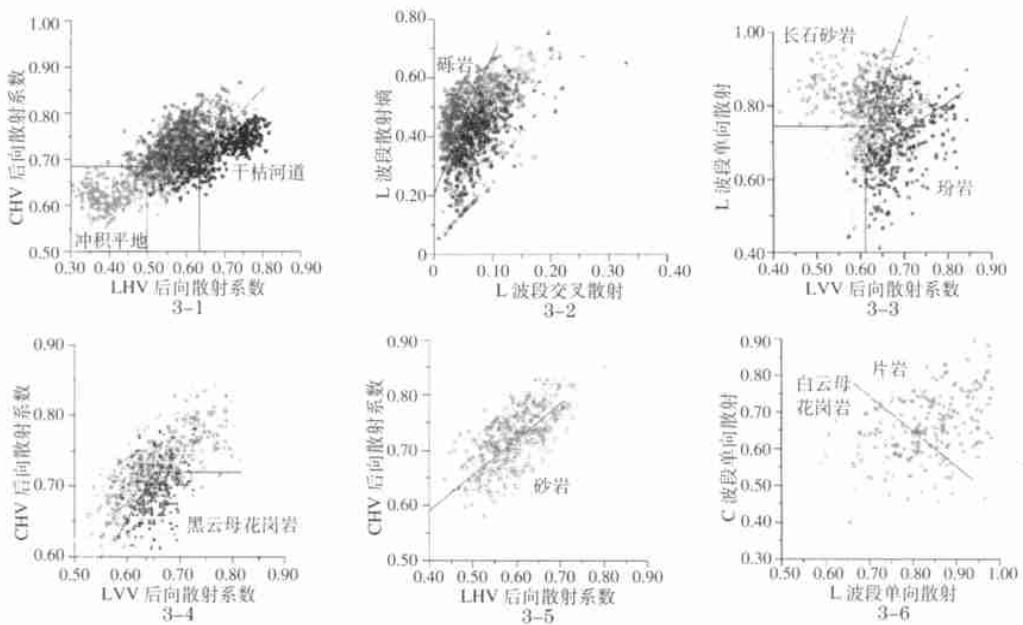 1.00
0.90
0.80
0.70
0.60
0.50
CHV 后向散射系数
干枯河道
冲积平地
0.30 0.40 0.50 0.60 0.70 0.80 0.90
LHV 后向散射系数
3-1
0.80
0.60
0.40
0.20
0
L 波段散射熵
砾岩
0 0.10 0.20 0.30 0.40
L 波段交叉散射
3-2
1.00
0.80
0.60
0.40
L 波段单向散射
长石砂岩
玢岩
0.40 0.50 0.60 0.70 0.80 0.90
LVV 后向散射系数
3-3
0.90
0.80
0.70
0.60
CHV 后向散射系数
黑云母花岗岩
0.50 0.60 0.70 0.80 0.90
LVV 后向散射系数
3-4
0.90
0.80
0.70
0.60
0.50
CHV 后向散射系数
砂岩
0.40 0.50 0.60 0.70 0.80 0.90
LHV 后向散射系数
3-5
0.90
0.80
0.70
0.60
0.50
0.40
0.30
C 波段单向散射
片岩
白云母
花岗岩
0.50 0.60 0.70 0.80 0.90 1.00
L 波段单向散射
3-6